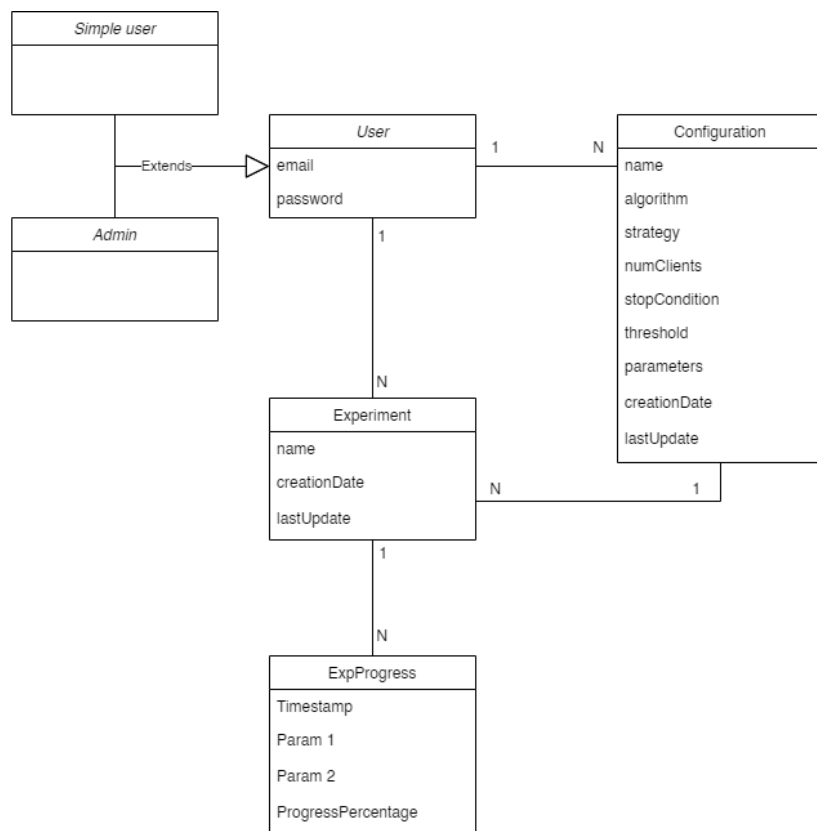 Simple user
Extends
Admin
User
email
password
1
N
Configuration
name
algorithm
strategy
numClients
stopCondition
threshold
parameters
creationDate
lastUpdate
1
N
Experiment
name
creationDate
lastUpdate
N
1
1
N
ExpProgress
Timestamp
Param 1
Param 2
ProgressPercentage